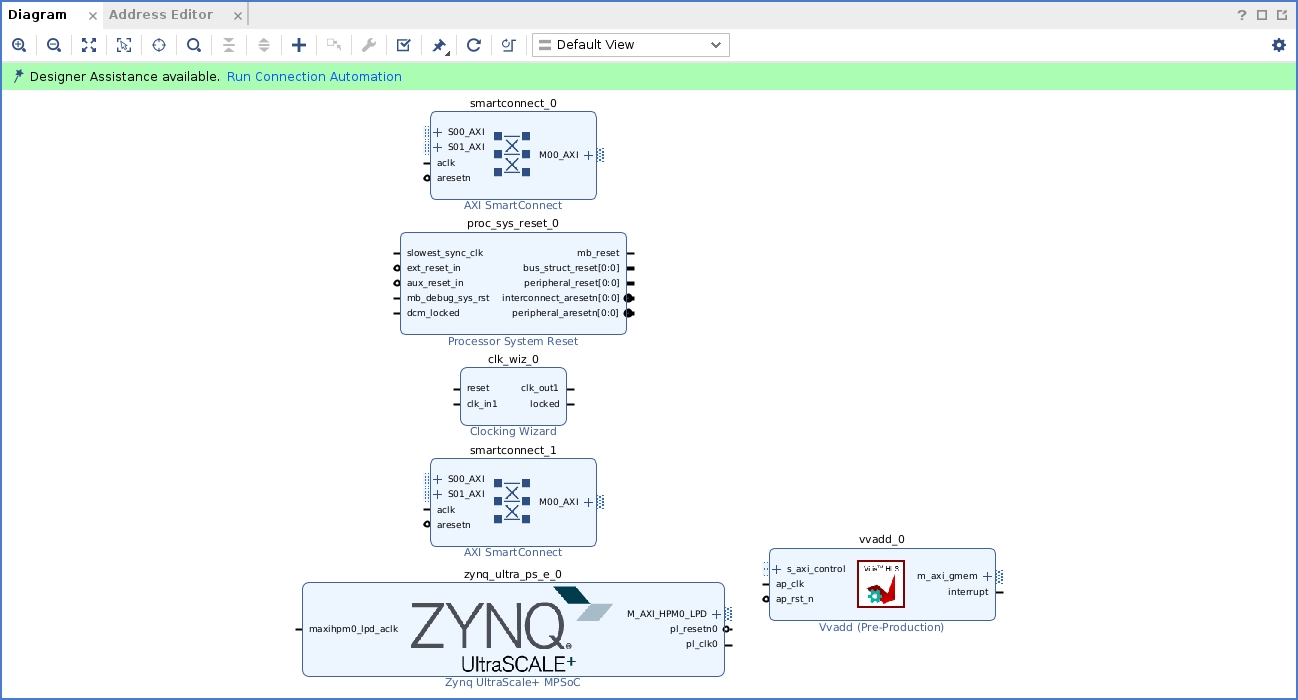 Diagram
Address Editor
?
Default View
Designer Assistance available. Run Connection Automation
smartconnect_0
S00_AXI
S01_AXI
aclk
aresetn
M00_AXI
AXI SmartConnect
proc_sys_reset_0
slowest_sync_clk
ext_reset_in
aux_reset_in
mb_debug_sys_rst
dcm_locked
mb_reset
bus_struct_reset[0:0]
peripheral_reset[0:0]
interconnect_aresetn[0:0]
peripheral_aresetn[0:0]
Processor System Reset
clk_wiz_0
reset
clk_in1
clk_out1
locked
Clocking Wizard
smartconnect_1
S00_AXI
S01_AXI
aclk
aresetn
M00_AXI
AXI SmartConnect
zynq_ultra_ps_e_0
maxihpm0_lpd_aclk
ZYNQ
UltraSCALE+
M_AXI_HPM0_LPD
pl_resetn0
pl_clk0
Zynq UltraScale+ MPSoC
vvadd_0
s_axi_control
ap_clk
ap_rst_n
m_axi_gmem
interrupt
Vvadd (Pre-Production)